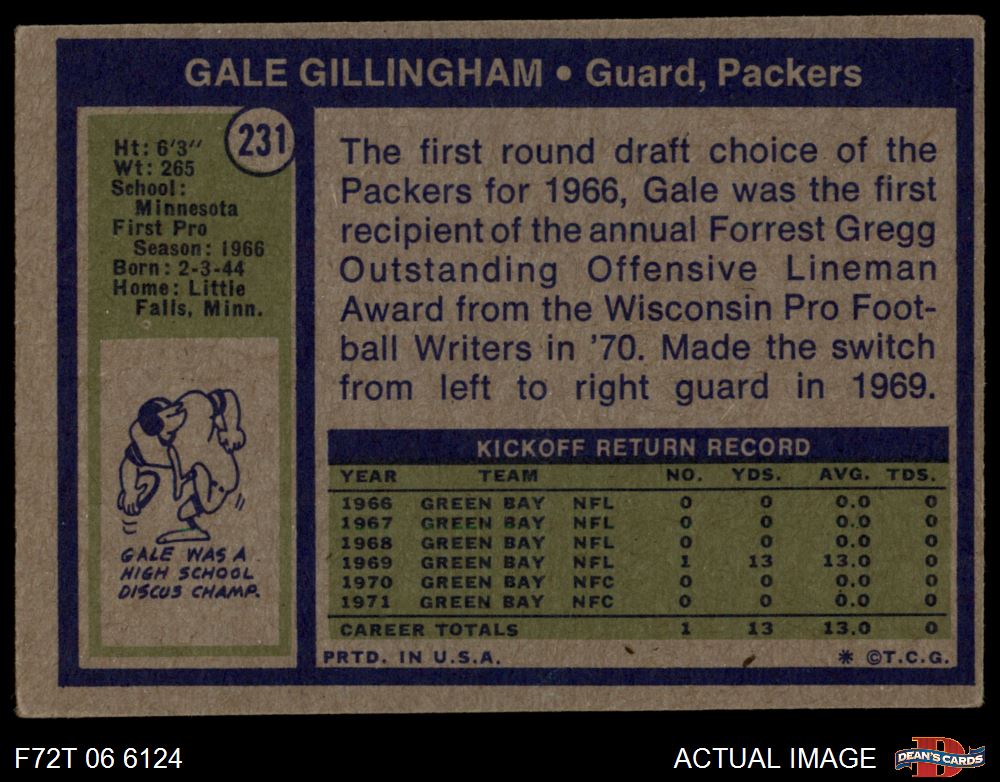 GALE GILLINGHAM • Guard, Packers
231
Ht: 6'3"
Wt: 265
School:
Minnesota
First Pro
Season: 1966
Born: 2-3-44
Home: Little
Falls, Minn.
GALE WAS A
HIGH SCHOOL
DISCUS CHAMP.
The first round draft choice of the
Packers for 1966, Gale was the first
recipient of the annual Forrest Gregg
Outstanding Offensive Lineman
Award from the Wisconsin Pro Foot-
ball Writers in '70. Made the switch
from left to right guard in 1969.
KICKOFF RETURN RECORD
YEAR TEAM NO. YDS. AVG. TDS.
1966 GREEN BAY NFL 0 0 0.0 0
1967 GREEN BAY NFL 0 0 0.0 0
1968 GREEN BAY NFL 0 0 0.0 0
1969 GREEN BAY NFL 1 13 13.0 0
1970 GREEN BAY NFC 0 0 0.0 0
1971 GREEN BAY NFC 0 0 0.0 0
CAREER TOTALS 1 13 13.0 0
PRTD. IN U.S.A. * ©T.C.G.
F72T 06 6124 ACTUAL IMAGE
D
DEAN'S CARDS